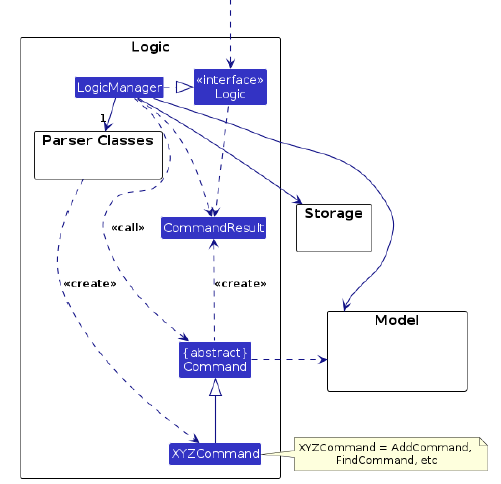 Logic
LogicManager
«interface»
Logic
1
Parser Classes
Storage
«call»
CommandResult
«create»
«create»
Model
{abstract}
Command
XYZCommand
XYZCommand = AddCommand,
FindCommand, etc